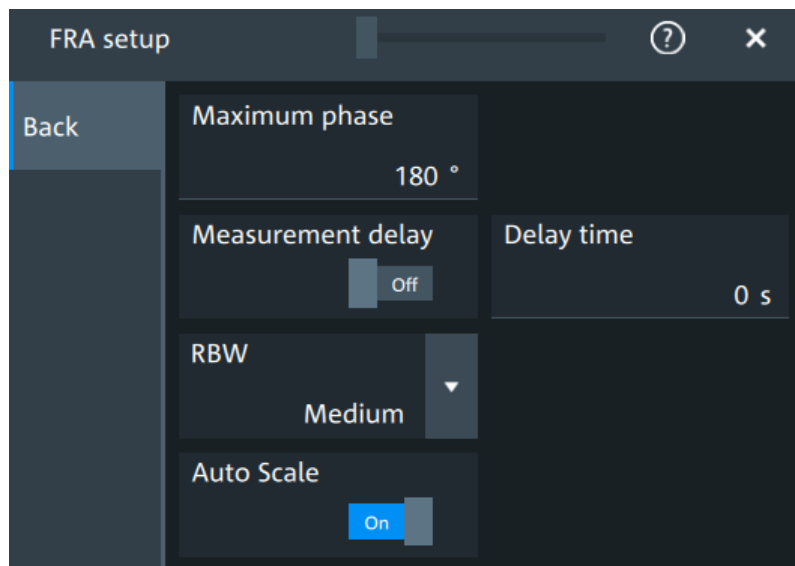 FRA setup
?
Back
Maximum phase
180 °
Measurement delay
Off
Delay time
0 s
RBW
Medium
Auto Scale
On